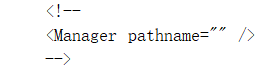 <!--
<Manager pathname="" />
-->